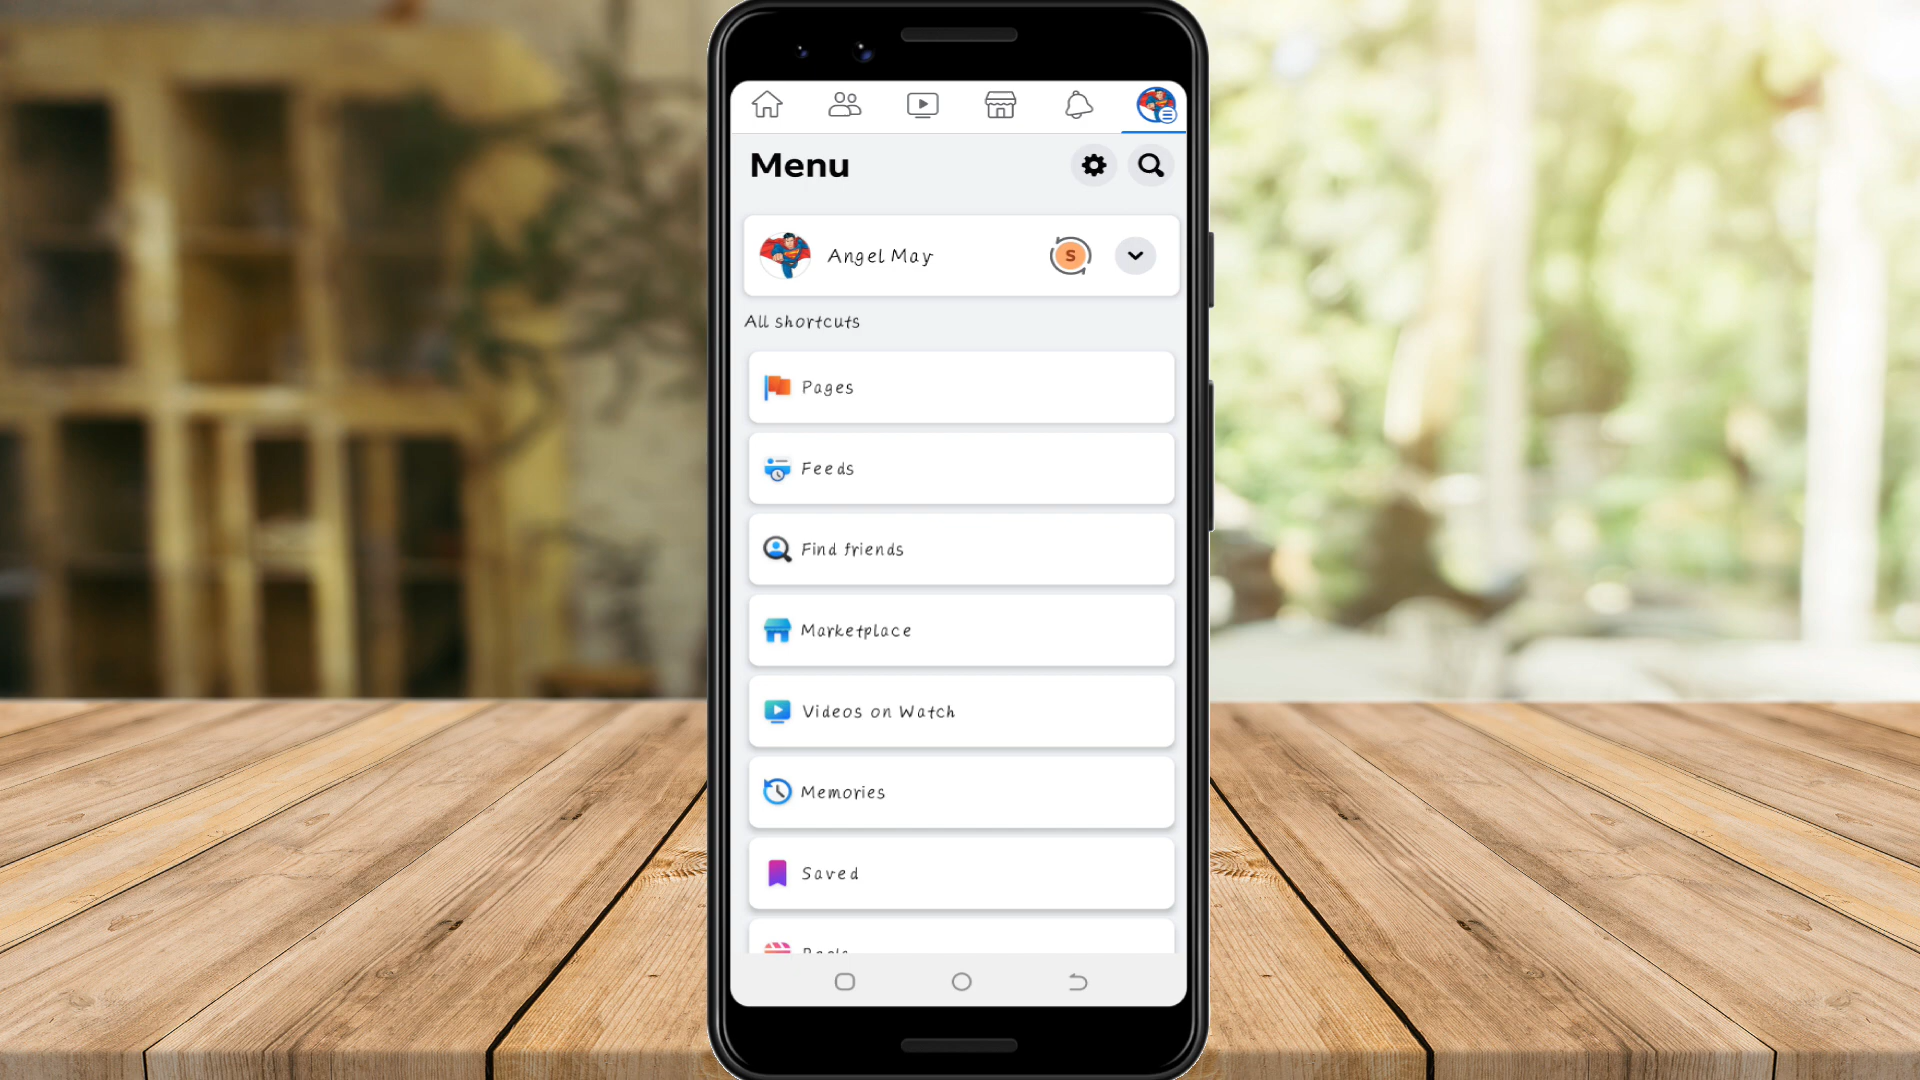 Menu
Angel May
S
All shortcuts
Pages
Feeds
Find friends
Marketplace
Videos on Watch
Memories
Saved